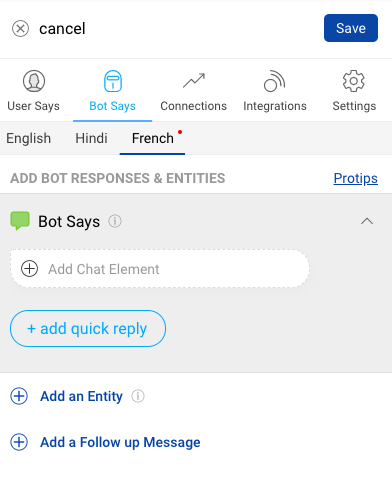 cancel
Save
User Says
Bot Says
Connections
Integrations
Settings
English
Hindi
French
ADD BOT RESPONSES & ENTITIES
Protips
Bot Says
Add Chat Element
+ add quick reply
Add an Entity
Add a Follow up Message